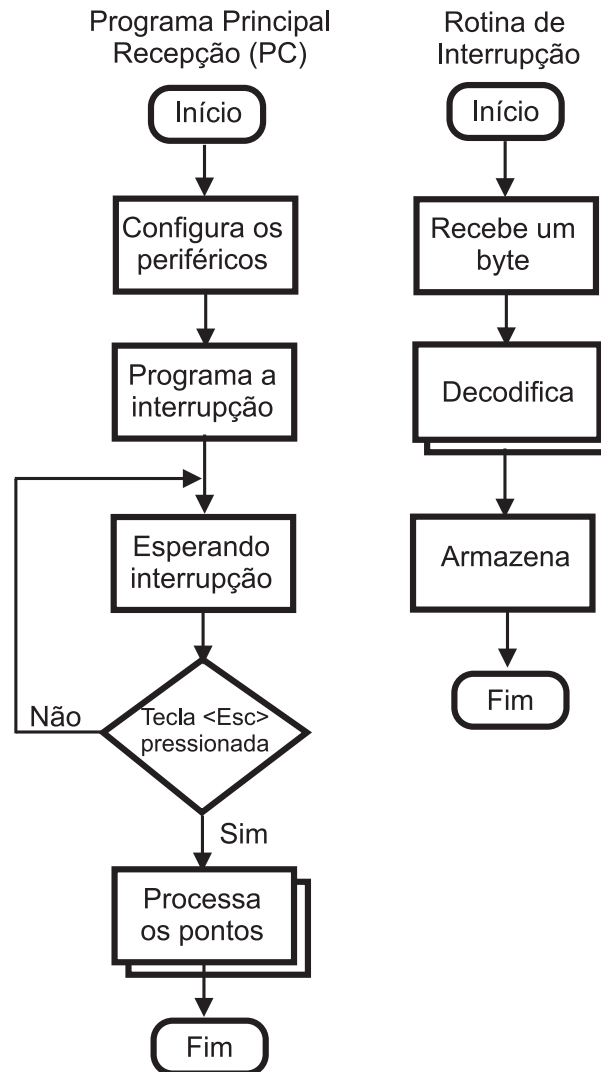 Programa Principal
Recepção (PC)
Início
Configura os
periféricos
Programa a
interrupção
Esperando
interrupção
Tecla <Esc>
pressionada
Não
Sim
Processa
os pontos
Fim
Rotina de
Interrupção
Início
Recebe um
byte
Decodifica
Armazena
Fim